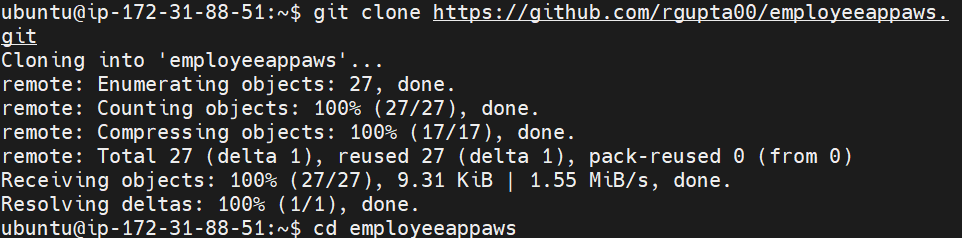 ubuntu@ip-172-31-88-51:~$ git clone https://github.com/rgupta00/employeeappaws.
git
Cloning into 'employeeappaws'...
remote: Enumerating objects: 27, done.
remote: Counting objects: 100% (27/27), done.
remote: Compressing objects: 100% (17/17), done.
remote: Total 27 (delta 1), reused 27 (delta 1), pack-reused 0 (from 0)
Receiving objects: 100% (27/27), 9.31 KiB | 1.55 MiB/s, done.
Resolving deltas: 100% (1/1), done.
ubuntu@ip-172-31-88-51:~$ cd employeeappaws